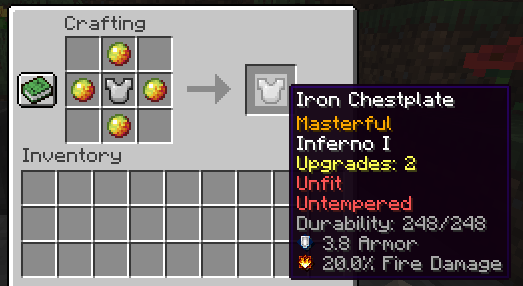 Crafting
Inventory
Iron Chestplate
Masterful
Inferno I
Upgrades: 2
Unfit
Untempered
Durability: 248/248
3.8 Armor
20.0% Fire Damage